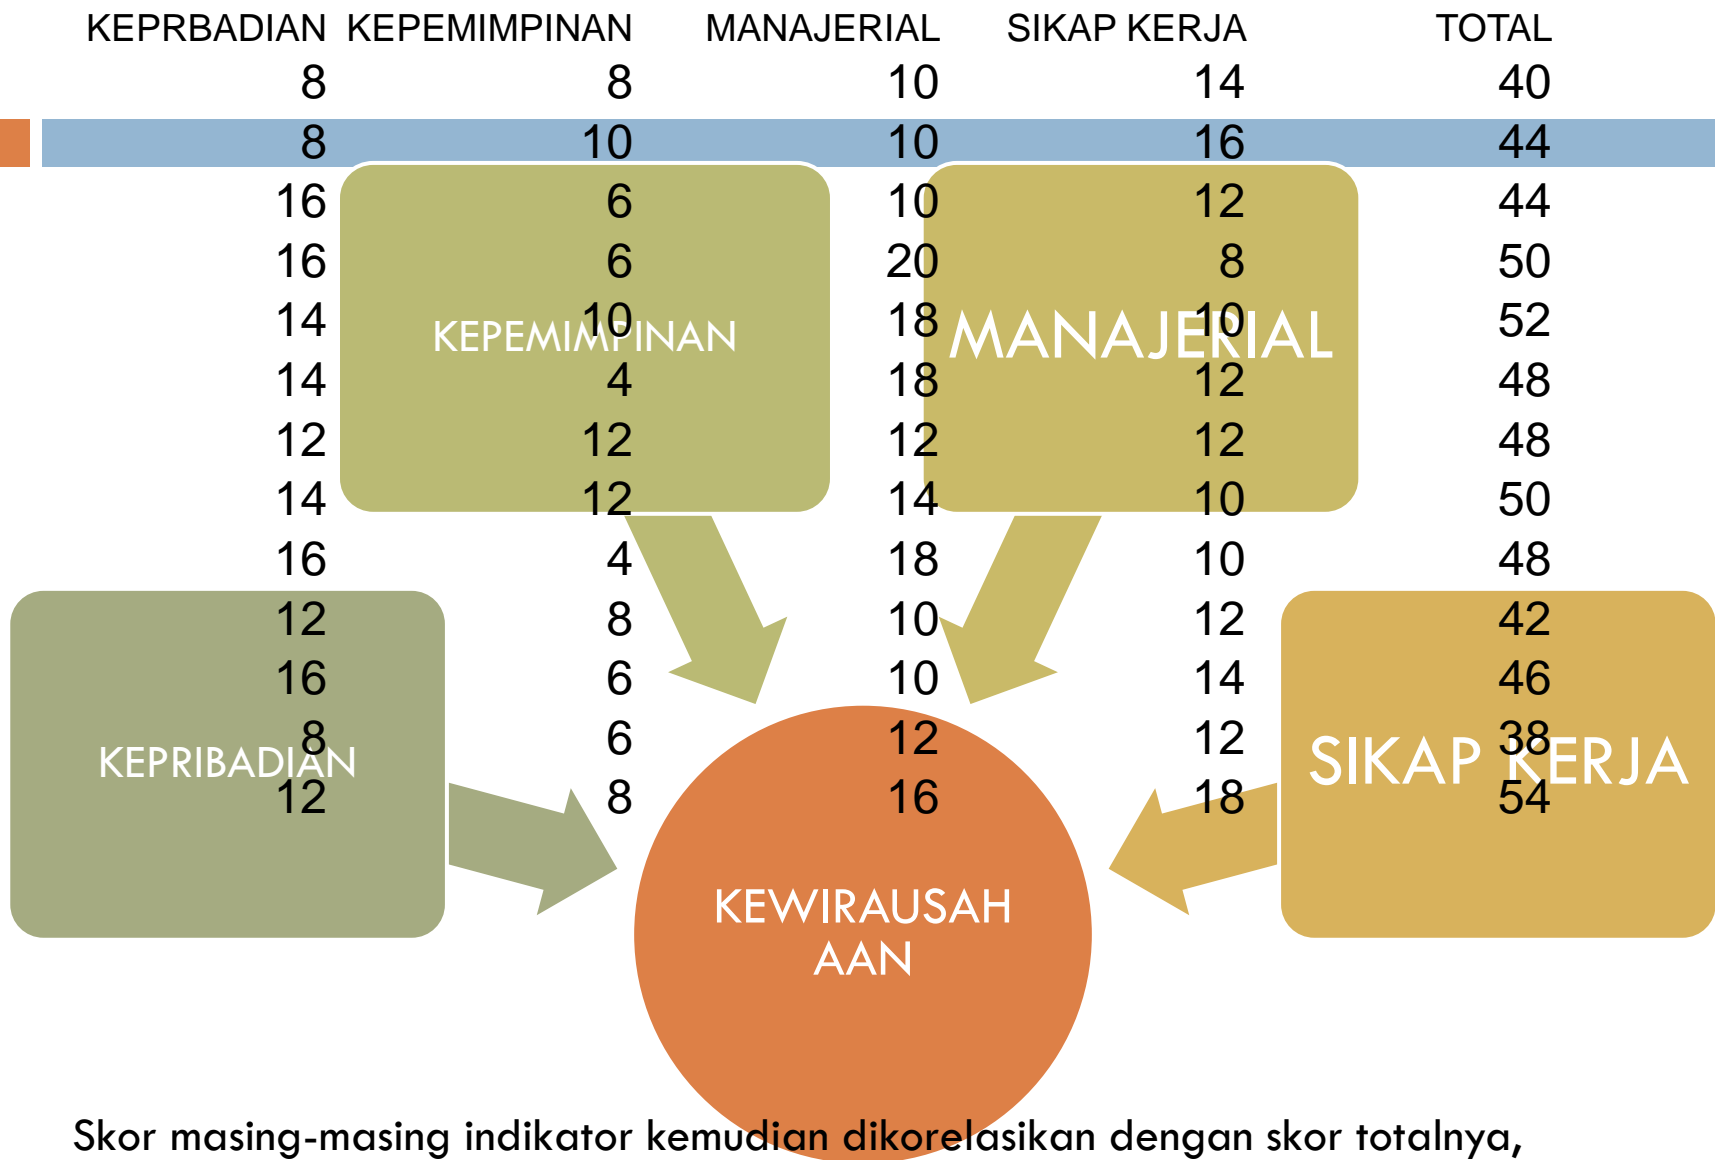 KEPRBADIAN KEPEMIMPINAN MANAJERIAL SIKAP KERJA TOTAL
8 8 10 14 40
8 10 10 16 44
16 6 10 12 44
16 6 20 8 50
14 10 18 10 52
14 4 18 12 48
12 12 12 12 48
14 12 14 10 50
16 4 18 10 48
12 8 10 12 42
16 6 10 14 46
8 6 12 12 38
12 8 16 18 54
KEPEMIMPINAN
MANAJERIAL
KEPRIBADIAN
SIKAP KERJA
KEWIRAUSAH
AAN
Skor masing-masing indikator kemudian dikorelasikan dengan skor totalnya,